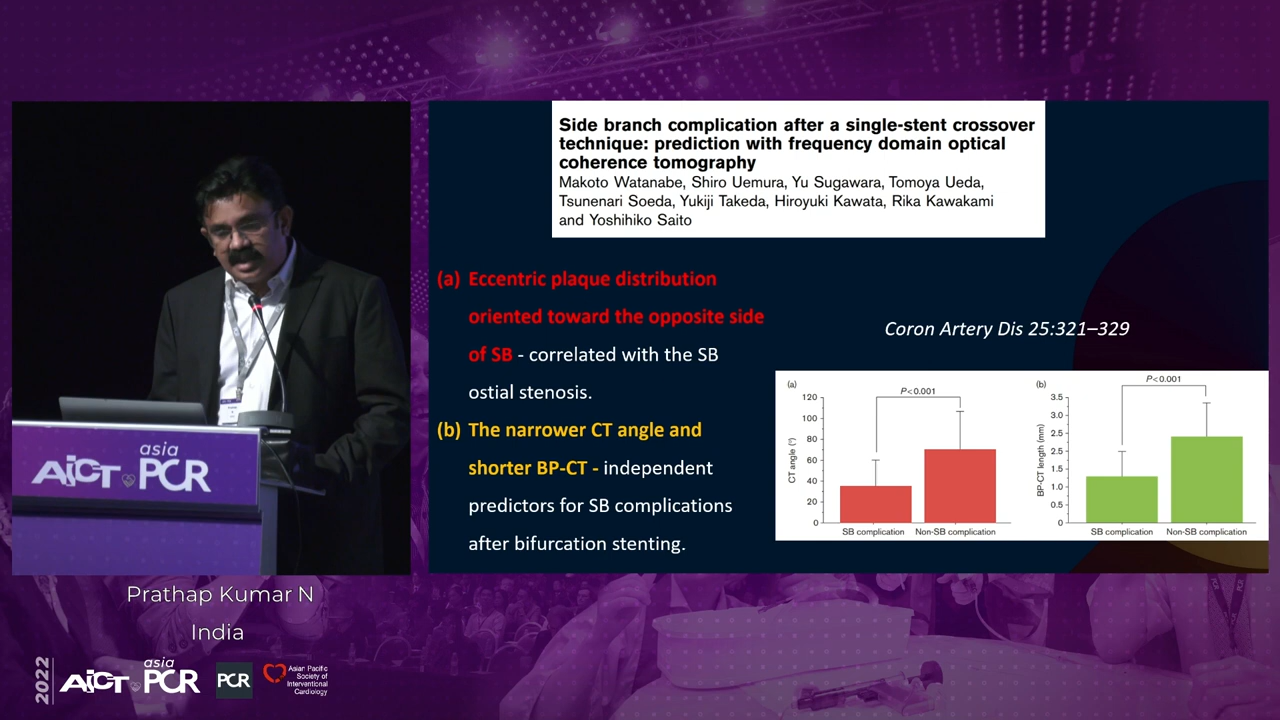 Side branch complication after a single-stent crossover
technique: prediction with frequency domain optical
coherence tomography
Makoto Watanabe, Shiro Uemura, Yu Sugawara, Tomoya Ueda,
Tsunenari Soeda, Yukiji Takeda, Hiroyuki Kawata, Rika Kawakami
and Yoshihiko Saito
(a) Eccentric plaque distribution
oriented toward the opposite side
of SB - correlated with the SB
ostial stenosis.
(b) The narrower CT angle and
shorter BP-CT - independent
predictors for SB complications
after bifurcation stenting.
Coron Artery Dis 25:321–329
(a)
P<0.001
120
100
80
60
40
20
0
CT angle (°)
SB complication
Non-SB complication
(b)
P<0.001
3.5
3.0
2.5
2.0
1.5
1.0
0.5
0
BP-CT length (mm)
SB complication
Non-SB complication
asia
AICT PCR
Prathap Kumar N
India
2022
asia
AICT PCR
PCR
Asian Pacific
Society of
Interventional
Cardiology